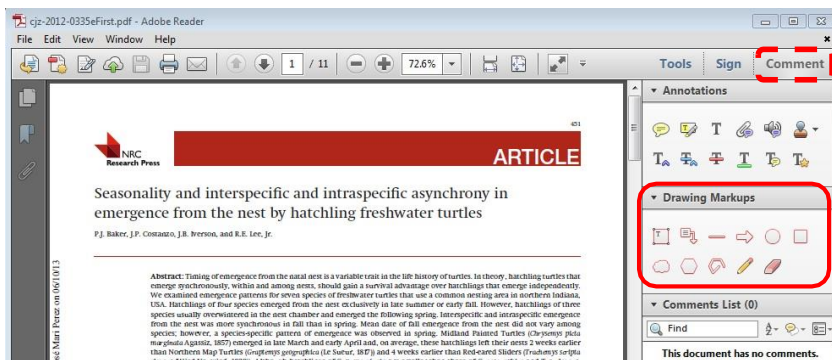 cjz-2012-0335eFirst.pdf - Adobe Reader
File Edit View Window Help
1 / 11 72.6% Tools Sign Comment
Annotations
T
T T T T T T
Drawing Markups
T
Comments List (0)
Find
This document has no comments.
451
NRC
Research Press
ARTICLE
Seasonality and interspecific and intraspecific asynchrony in
emergence from the nest by hatchling freshwater turtles
P.J. Baker, J.P. Costanzo, J.B. Iverson, and R.E. Lee, Jr.
Abstract: Timing of emergence from the natal nest is a variable trait in the life history of turtles. In theory, hatchling turtles that
emerge synchronously, within and among nests, should gain a survival advantage over hatchlings that emerge independently.
We examined emergence patterns for seven species of freshwater turtles that use a common nesting area in northern Indiana,
USA. Hatchlings of four species emerged from the nest exclusively in late summer or early fall. However, hatchlings of three
species usually overwintered in the nest chamber and emerged the following spring. Interspecific and intraspecific emergence
from the nest was more synchronous in fall than in spring. Mean date of fall emergence from the nest did not vary among
species; however, a species-specific pattern of emergence was observed in spring. Midland Painted Turtles (Chrysemys picta
marginata Agassiz, 1857) emerged in late March and early April and, on average, these hatchlings left their nests 2 weeks earlier
than Northern Map Turtles (Graptemys geographica (Le Sueur, 1817)) and 4 weeks earlier than Red-eared Sliders (Trachemys scripta
sé Mari Perez on 06/10/13